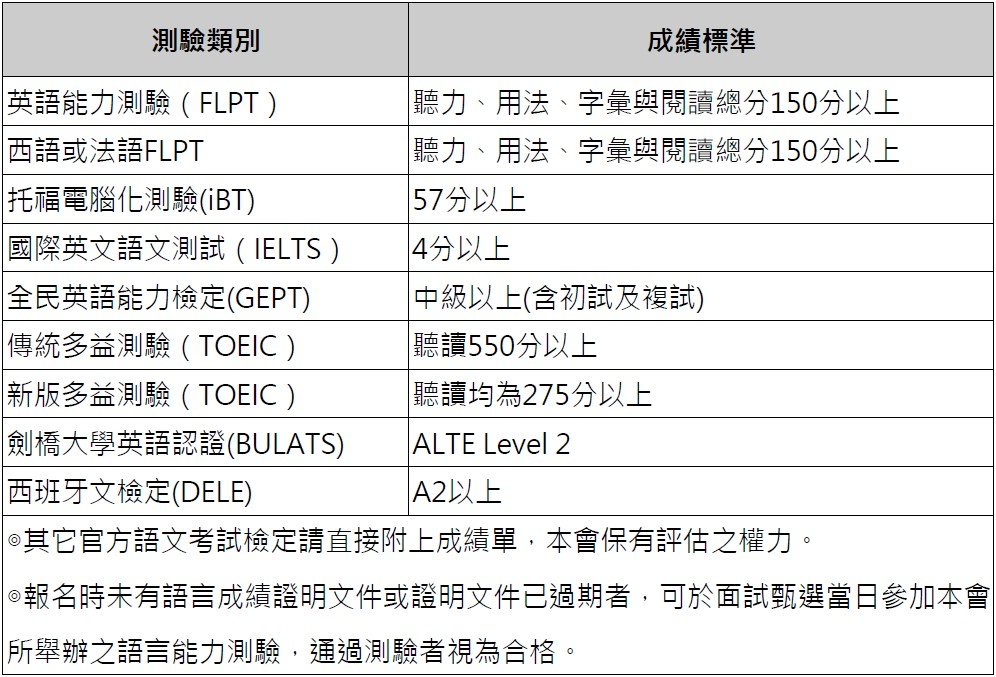 測驗類別 成績標準
英語能力測驗（FLPT） 聽力、用法、字彙與閱讀總分150分以上
西語或法語FLPT 聽力、用法、字彙與閱讀總分150分以上
托福電腦化測驗(iBT) 57分以上
國際英文語文測試（IELTS） 4分以上
全民英語能力檢定(GEPT) 中級以上(含初試及複試)
傳統多益測驗（TOEIC） 聽讀550分以上
新版多益測驗（TOEIC） 聽讀均為275分以上
劍橋大學英語認證(BULATS) ALTE Level 2
西班牙文檢定(DELE) A2以上
◎其它官方語文考試檢定請直接附上成績單，本會保有評估之權力。
◎報名時未有語言成績證明文件或證明文件已過期者，可於面試甄選當日參加本會
所舉辦之語言能力測驗，通過測驗者視為合格。